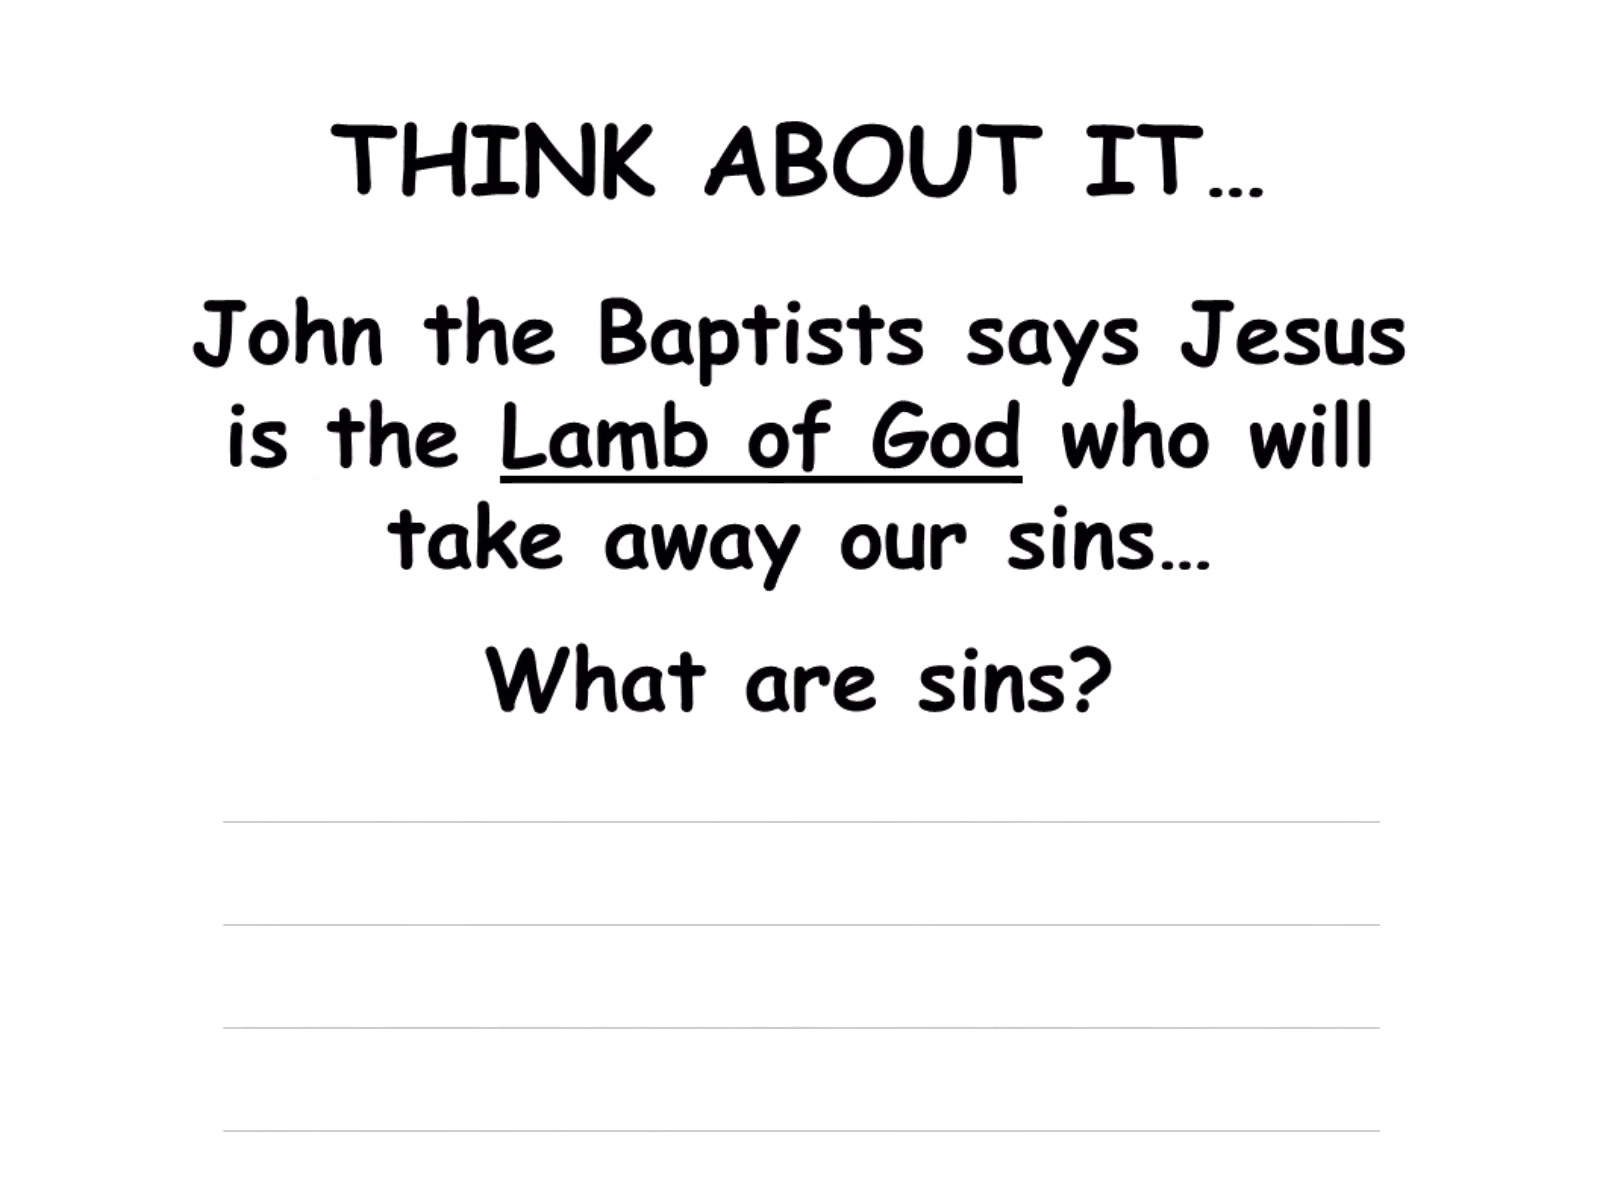 THINK ABOUT IT...
John the Baptists says Jesus
is the Lamb of God who will
take away our sins...
What are sins?